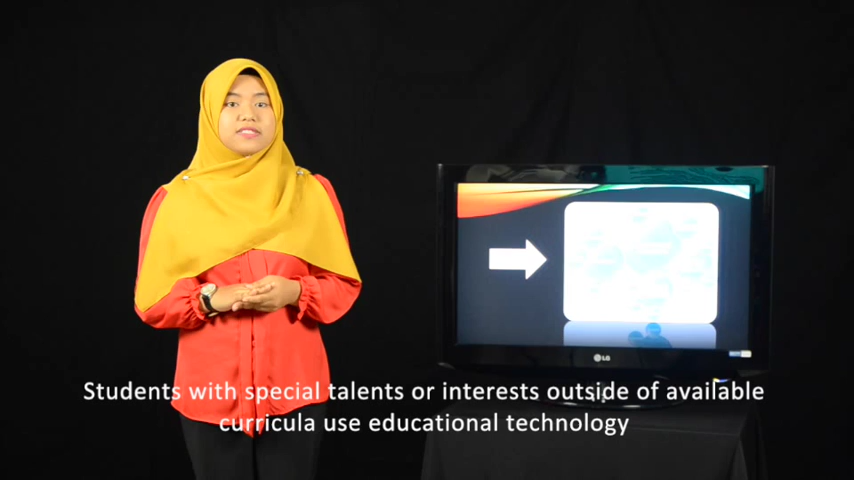 LG
Students with special talents or interests outside of available
curricula use educational technology